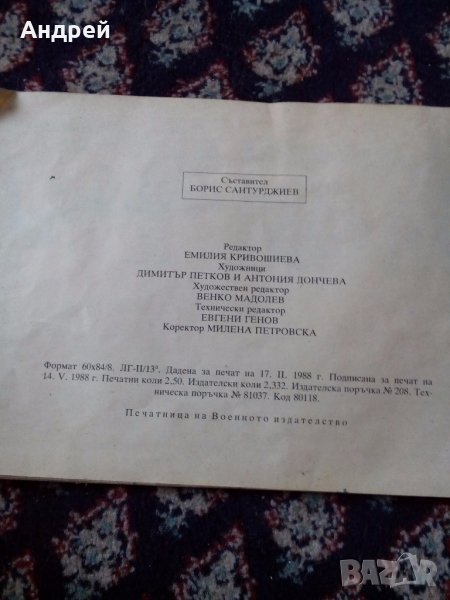 Андрей
Съставител
БОРИС САНТУРДЖИЕВ
Редактор
ЕМИЛИЯ КРИВОШИЕВА
Художници
ДИМИТЪР ПЕТКОВ И АНТОНИЯ ДОНЧЕВА
Художествен редактор
ВЕНКО МАДОЛЕВ
Технически редактор
ЕВГЕНИ ГЕНОВ
Коректор МИЛЕНА ПЕТРОВСКА
Формат 60x84/8. ЛГ-II/13ª. Дадена за печат на 17. II. 1988 г. Подписана за печат на
14. V. 1988 г. Печатни коли 2,50. Издателски коли 2,332. Издателска поръчка № 208. Тех-
ническа поръчка № 81037. Код 80118.
Печатница на Военното издателство
BAZAR